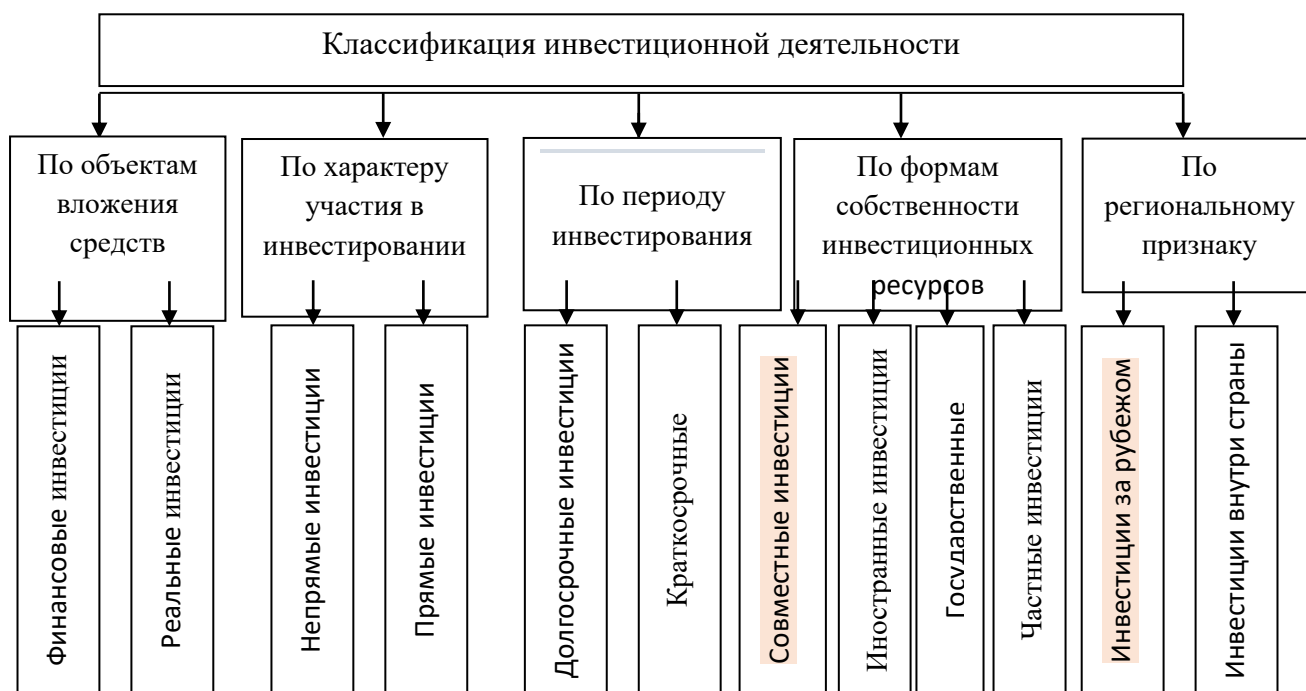 Классификация инвестиционной деятельности
По объектам
вложения
средств
По характеру
участия в
инвестировании
По периоду
инвестирования
По формам
собственности
инвестиционных
ресурсов
По
региональному
признаку
Финансовые инвестиции
Реальные инвестиции
Непрямые инвестиции
Прямые инвестиции
Долгосрочные инвестиции
Краткосрочные
Совместные инвестиции
Иностранные инвестиции
Государственные
Частные инвестиции
Инвестиции за рубежом
Инвестиции внутри страны